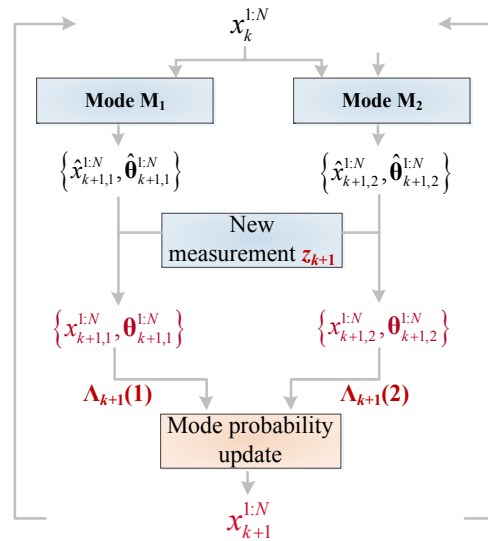 x_k^{1:N}
Mode M₁ Mode M₂
{x̂_{k+1,1}^{1:N}, θ̂_{k+1,1}^{1:N}} {x̂_{k+1,2}^{1:N}, θ̂_{k+1,2}^{1:N}}
New
measurement z_{k+1}
{x_{k+1,1}^{1:N}, θ_{k+1,1}^{1:N}} {x_{k+1,2}^{1:N}, θ_{k+1,2}^{1:N}}
Λ_{k+1}(1) Λ_{k+1}(2)
Mode probability
update
x_{k+1}^{1:N}